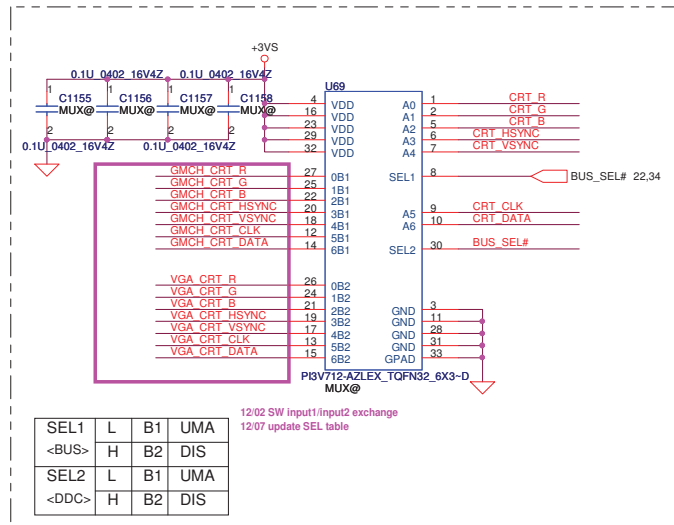 +3VS
0.1U_0402_16V4Z 0.1U_0402_16V4Z
U69
1 1 1 1
C1155 C1156 C1157 C1158
MUX@ MUX@ MUX@ MUX@
2 2 2 2
0.1U_0402_16V4Z 0.1U_0402_16V4Z
4 VDD A0 1 CRT_R
16 VDD A1 2 CRT_G
23 VDD A2 5 CRT_B
29 VDD A3 6 CRT_HSYNC
32 VDD A4 7 CRT_VSYNC
GMCH_CRT_R 27 0B1 SEL1 8 BUS_SEL# 22,34
GMCH_CRT_G 25 1B1
GMCH_CRT_B 22 2B1
GMCH_CRT_HSYNC 20 3B1 A5 9 CRT_CLK
GMCH_CRT_VSYNC 18 4B1 A6 10 CRT_DATA
GMCH_CRT_CLK 12 5B1
GMCH_CRT_DATA 14 6B1 SEL2 30 BUS_SEL#
VGA_CRT_R 26 0B2
VGA_CRT_G 24 1B2
VGA_CRT_B 21 2B2 GND 3
VGA_CRT_HSYNC 19 3B2 GND 11
VGA_CRT_VSYNC 17 4B2 GND 28
VGA_CRT_CLK 13 5B2 GND 31
VGA_CRT_DATA 15 6B2 GPAD 33
PI3V712-AZLEX_TQFN32_6X3~D
MUX@
12/02 SW input1/input2 exchange
12/07 update SEL table
SEL1 L B1 UMA
<BUS> H B2 DIS
SEL2 L B1 UMA
<DDC> H B2 DIS